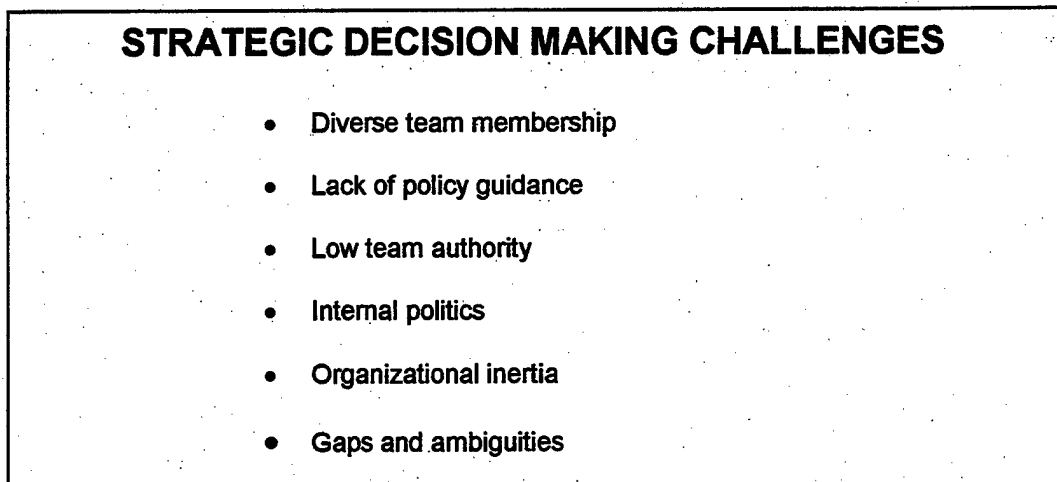 STRATEGIC DECISION MAKING CHALLENGES
• Diverse team membership
• Lack of policy guidance
• Low team authority
• Internal politics
• Organizational inertia
• Gaps and ambiguities